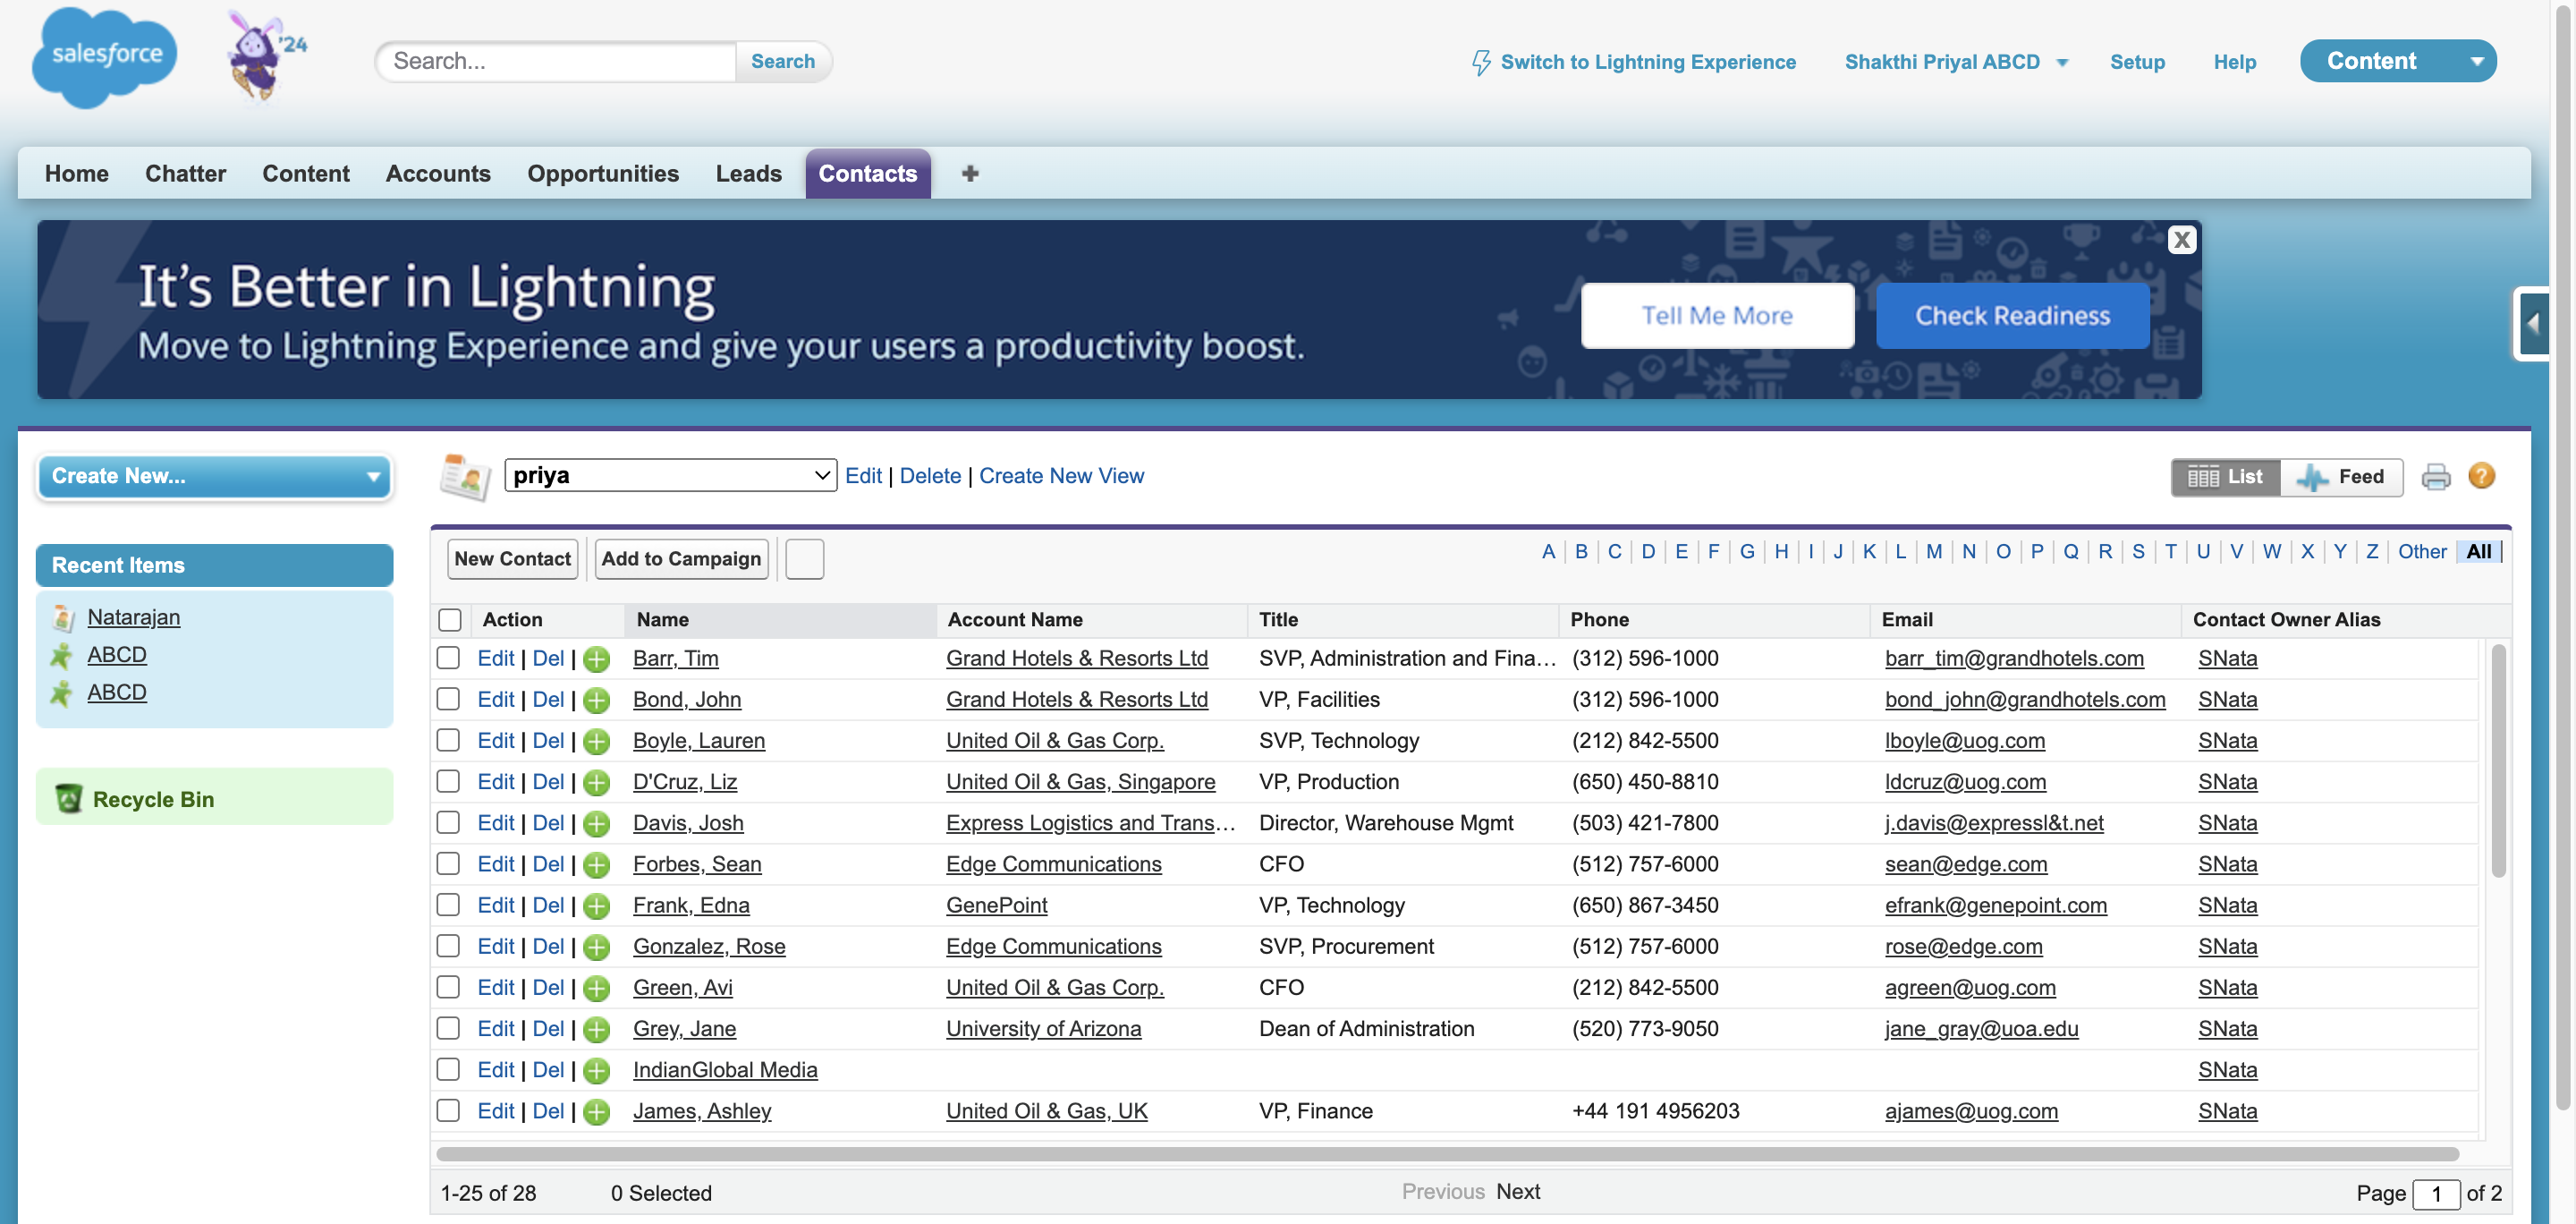 salesforce
'24
Search...
Search
Switch to Lightning Experience
Shakthi Priyal ABCD
Setup
Help
Content
Home Chatter Content Accounts Opportunities Leads Contacts +
It's Better in Lightning
Move to Lightning Experience and give your users a productivity boost.
Tell Me More
Check Readiness
X
Create New...
priya
Edit | Delete | Create New View
List
Feed
?
Recent Items
Natarajan
ABCD
ABCD
Recycle Bin
New Contact
Add to Campaign
A | B | C | D | E | F | G | H | I | J | K | L | M | N | O | P | Q | R | S | T | U | V | W | X | Y | Z | Other | All
Action Name Account Name Title Phone Email Contact Owner Alias
Edit | Del | Barr, Tim Grand Hotels & Resorts Ltd SVP, Administration and Fina... (312) 596-1000 barr_tim@grandhotels.com SNata
Edit | Del | Bond, John Grand Hotels & Resorts Ltd VP, Facilities (312) 596-1000 bond_john@grandhotels.com SNata
Edit | Del | Boyle, Lauren United Oil & Gas Corp. SVP, Technology (212) 842-5500 lboyle@uog.com SNata
Edit | Del | D'Cruz, Liz United Oil & Gas, Singapore VP, Production (650) 450-8810 ldcruz@uog.com SNata
Edit | Del | Davis, Josh Express Logistics and Trans... Director, Warehouse Mgmt (503) 421-7800 j.davis@expressl&t.net SNata
Edit | Del | Forbes, Sean Edge Communications CFO (512) 757-6000 sean@edge.com SNata
Edit | Del | Frank, Edna GenePoint VP, Technology (650) 867-3450 efrank@genepoint.com SNata
Edit | Del | Gonzalez, Rose Edge Communications SVP, Procurement (512) 757-6000 rose@edge.com SNata
Edit | Del | Green, Avi United Oil & Gas Corp. CFO (212) 842-5500 agreen@uog.com SNata
Edit | Del | Grey, Jane University of Arizona Dean of Administration (520) 773-9050 jane_gray@uoa.edu SNata
Edit | Del | IndianGlobal Media SNata
Edit | Del | James, Ashley United Oil & Gas, UK VP, Finance +44 191 4956203 ajames@uog.com SNata
1-25 of 28 0 Selected Previous Next Page 1 of 2